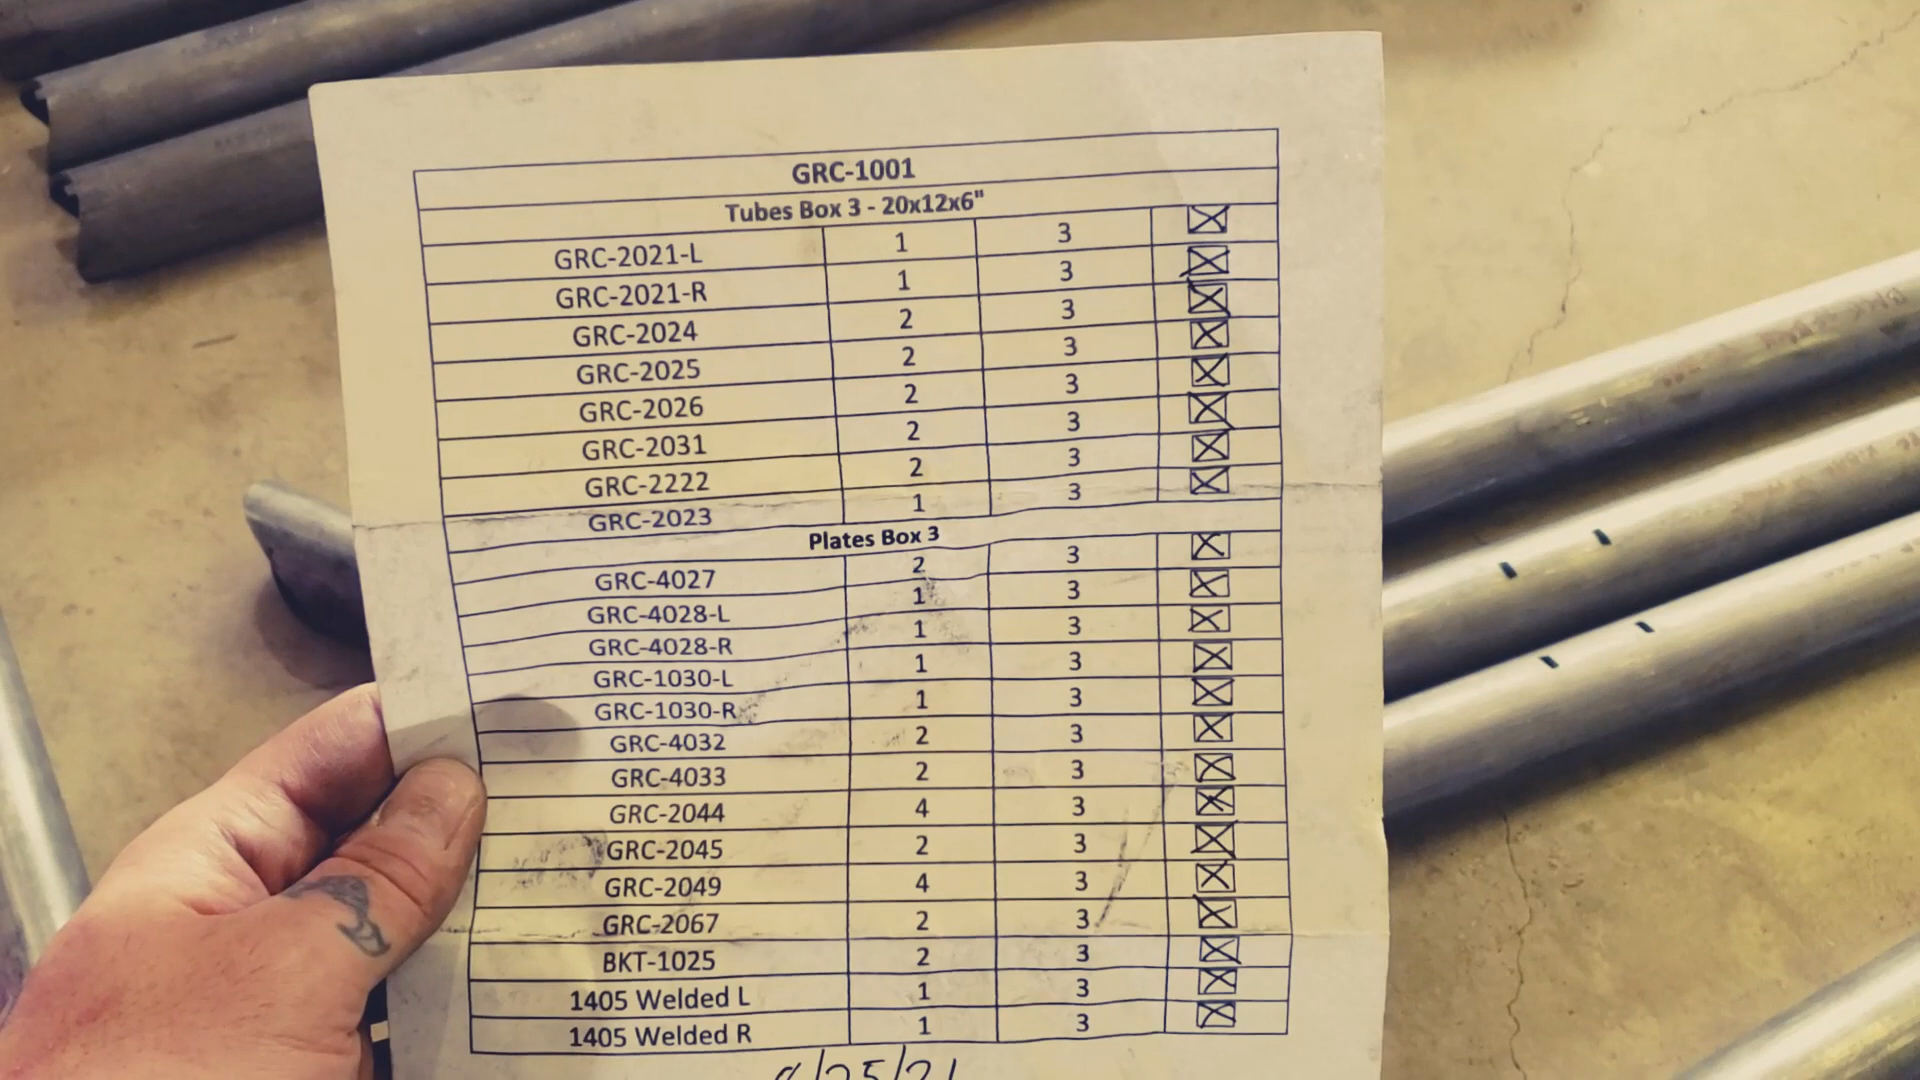 GRC-1001
Tubes Box 3 - 20x12x6"
GRC-2021-L 1 3
GRC-2021-R 1 3
GRC-2024 2 3
GRC-2025 2 3
GRC-2026 2 3
GRC-2031 2 3
GRC-2222 2 3
GRC-2023 1 3
Plates Box 3
GRC-4027 2 3
GRC-4028-L 1 3
GRC-4028-R 1 3
GRC-1030-L 1 3
GRC-1030-R 1 3
GRC-4032 2 3
GRC-4033 2 3
GRC-2044 4 3
GRC-2045 2 3
GRC-2049 4 3
GRC-2067 2 3
BKT-1025 2 3
1405 Welded L 1 3
1405 Welded R 1 3